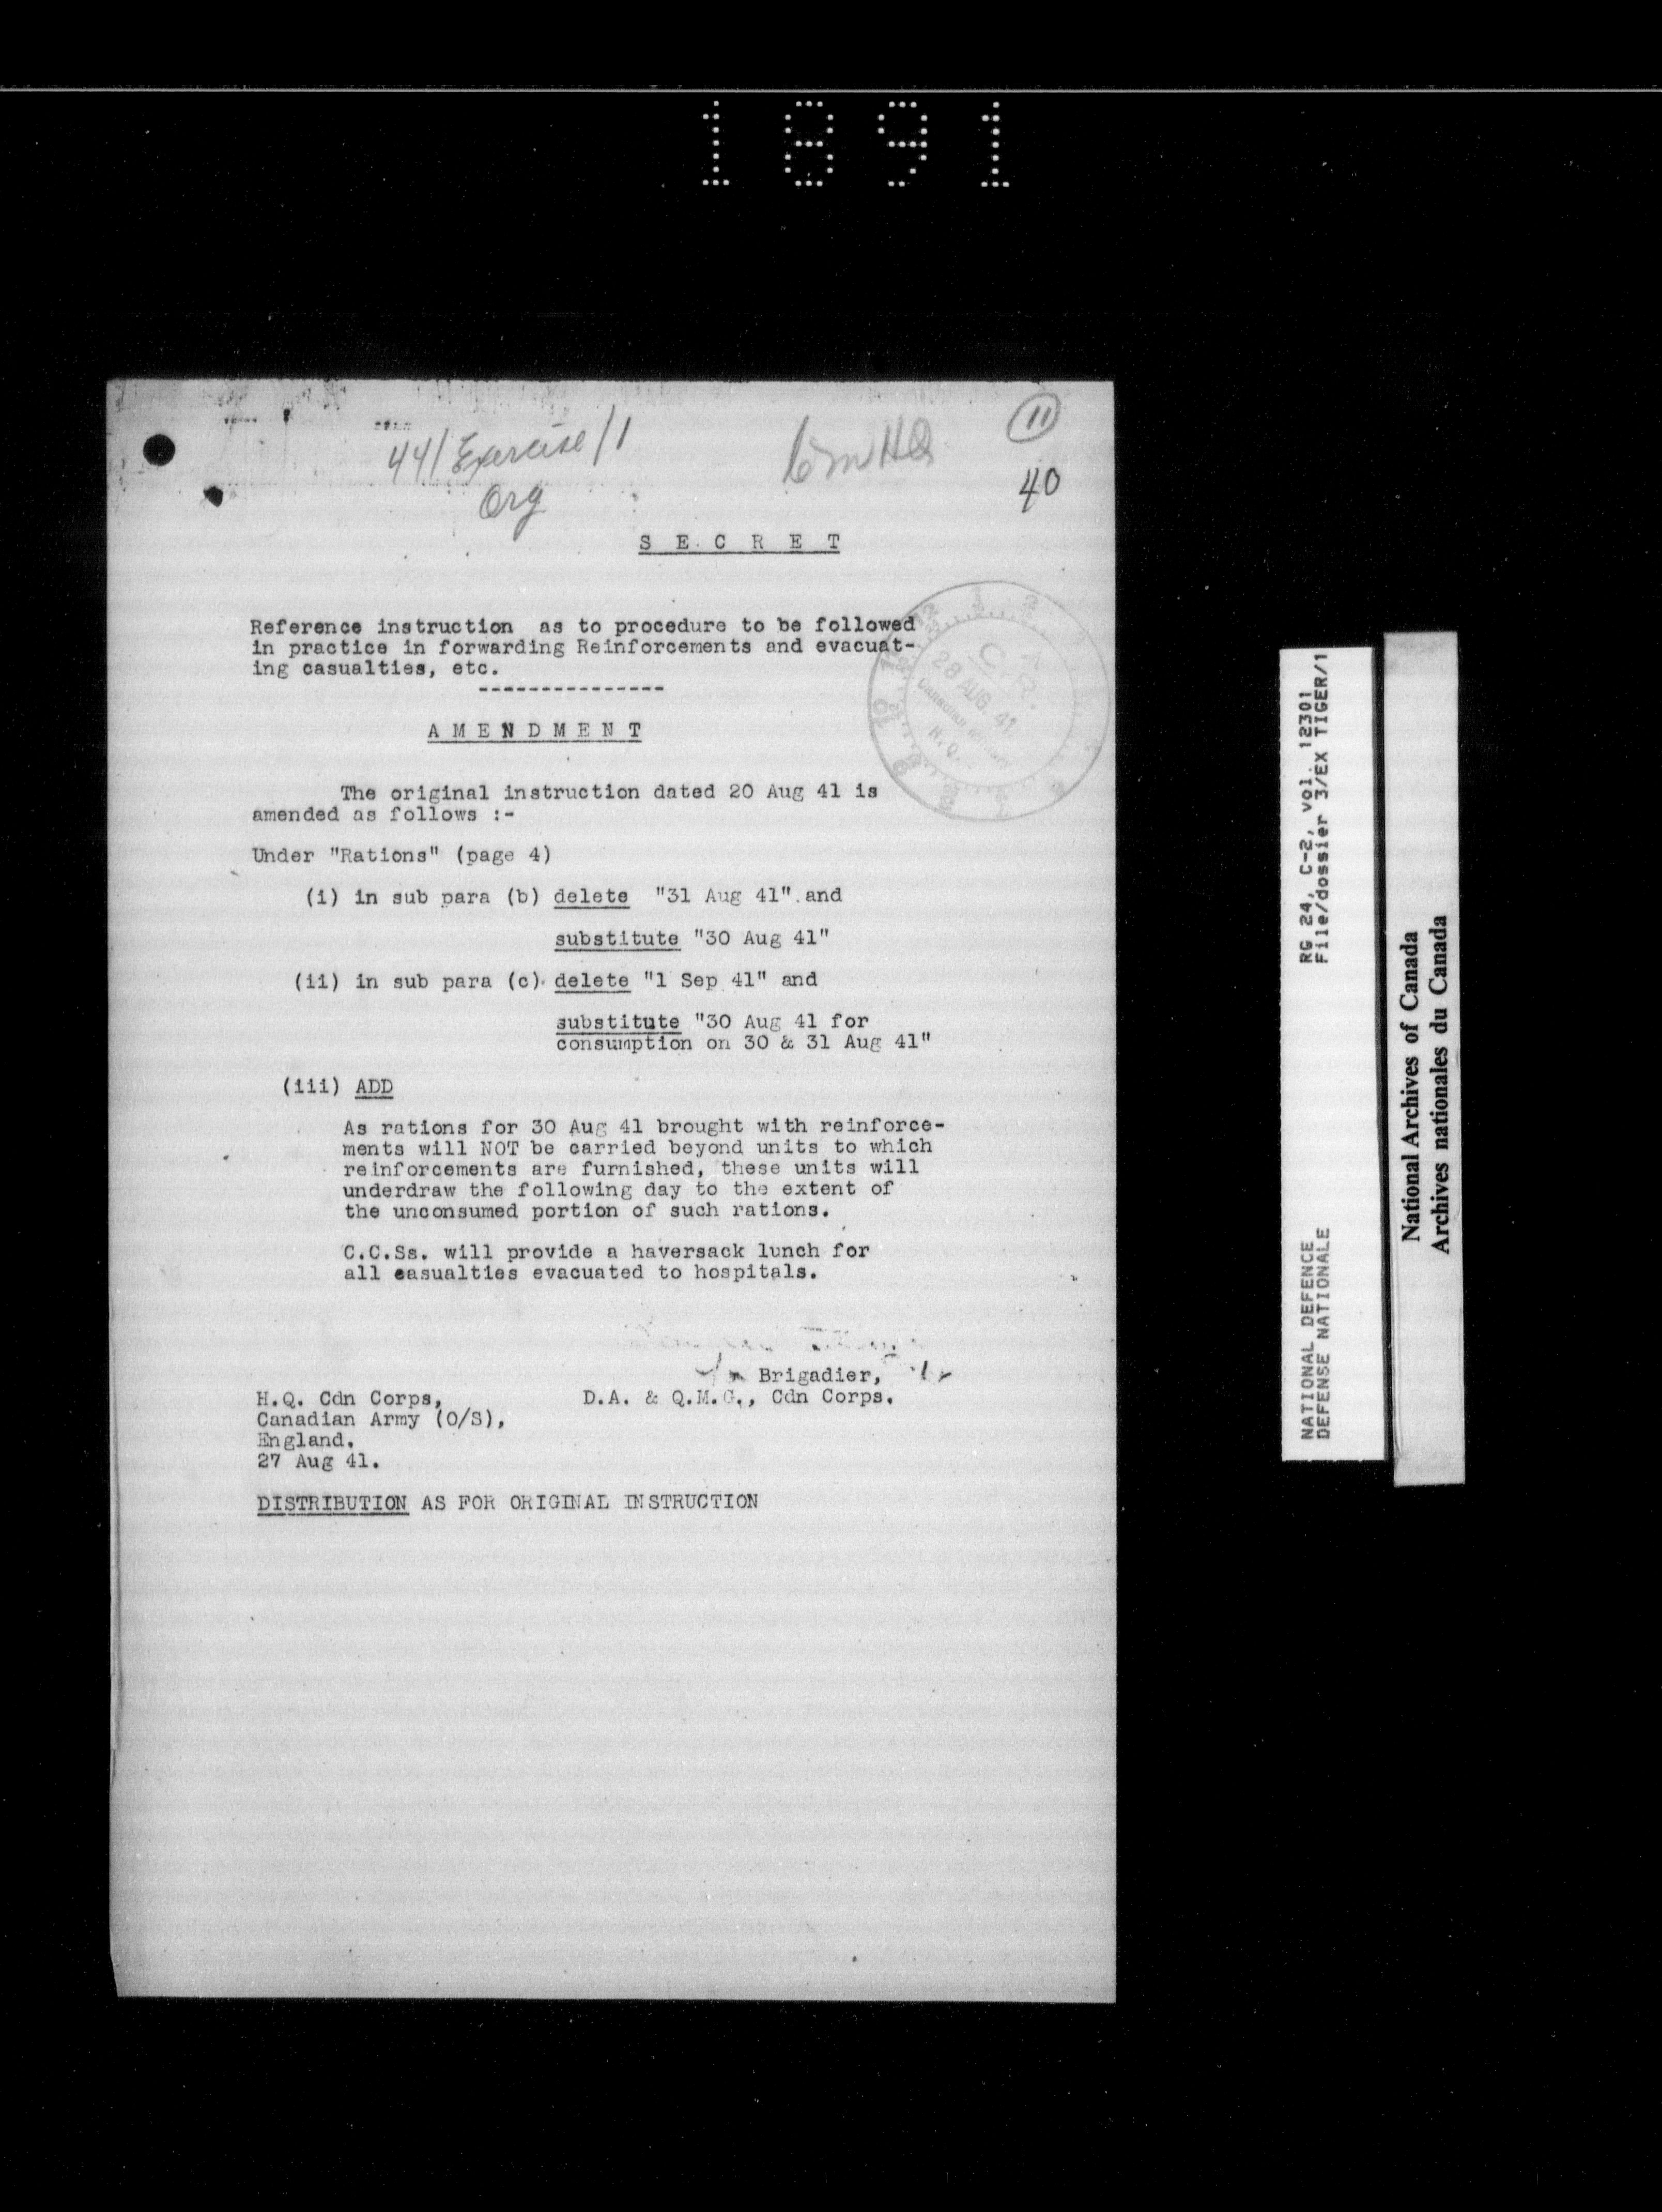 1891
44/Exercise/1
Org
CMHQ
11
40
S E C R E T
Reference instruction as to procedure to be followed
in practice in forwarding Reinforcements and evacuat-
ing casualties, etc.
---------------
A M E N D M E N T
The original instruction dated 20 Aug 41 is
amended as follows :-
Under "Rations" (page 4)
(i) in sub para (b) delete "31 Aug 41" and
substitute "30 Aug 41"
(ii) in sub para (c) delete "1 Sep 41" and
substitute "30 Aug 41 for
consumption on 30 & 31 Aug 41"
(iii) ADD
As rations for 30 Aug 41 brought with reinforce-
ments will NOT be carried beyond units to which
reinforcements are furnished, these units will
underdraw the following day to the extent of
the unconsumed portion of such rations.
C.C.Ss. will provide a haversack lunch for
all casualties evacuated to hospitals.
Brigadier,
D.A. & Q.M.G., Cdn Corps.
H.Q. Cdn Corps,
Canadian Army (O/S),
England.
27 Aug 41.
DISTRIBUTION AS FOR ORIGINAL INSTRUCTION
C.R.
28 AUG. 41
Canadian Military
H.Q.
NATIONAL DEFENCE RG 24, C-2, vol. 12301
DEFENSE NATIONALE File/dossier 3/EX TIGER/1
National Archives of Canada
Archives nationales du Canada